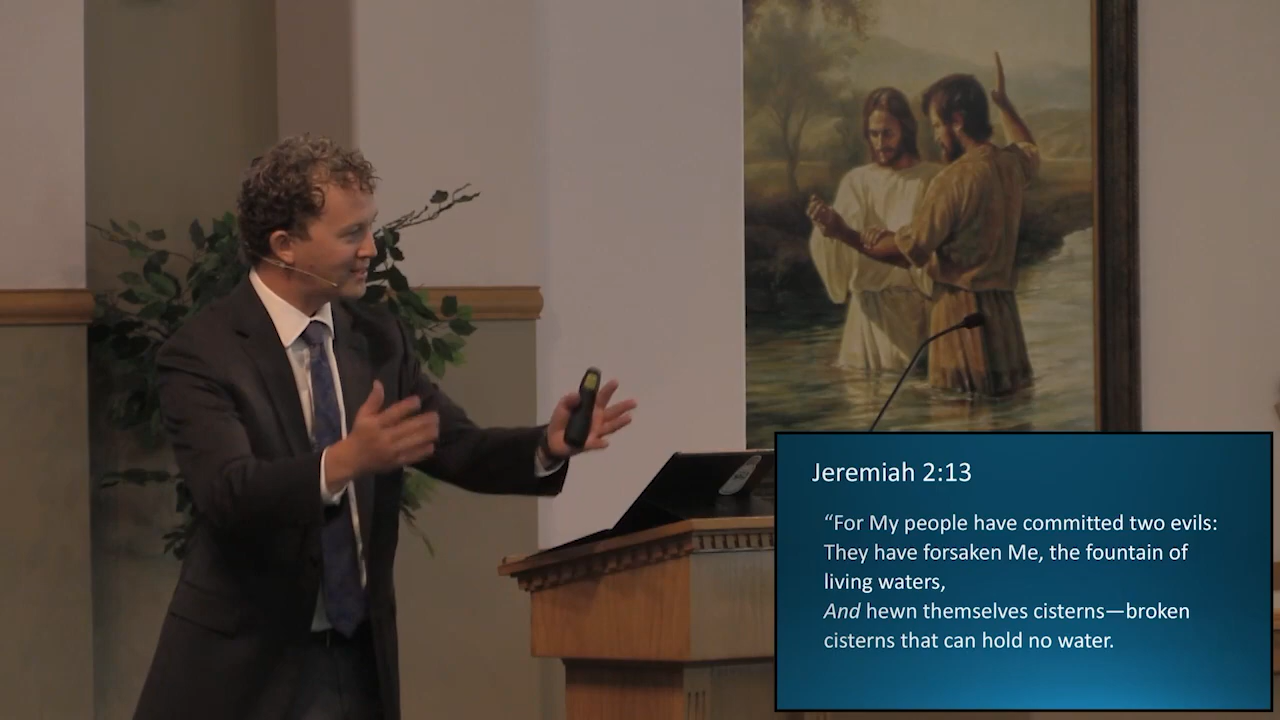 Jeremiah 2:13
“For My people have committed two evils:
They have forsaken Me, the fountain of
living waters,
And hewn themselves cisterns—broken
cisterns that can hold no water.